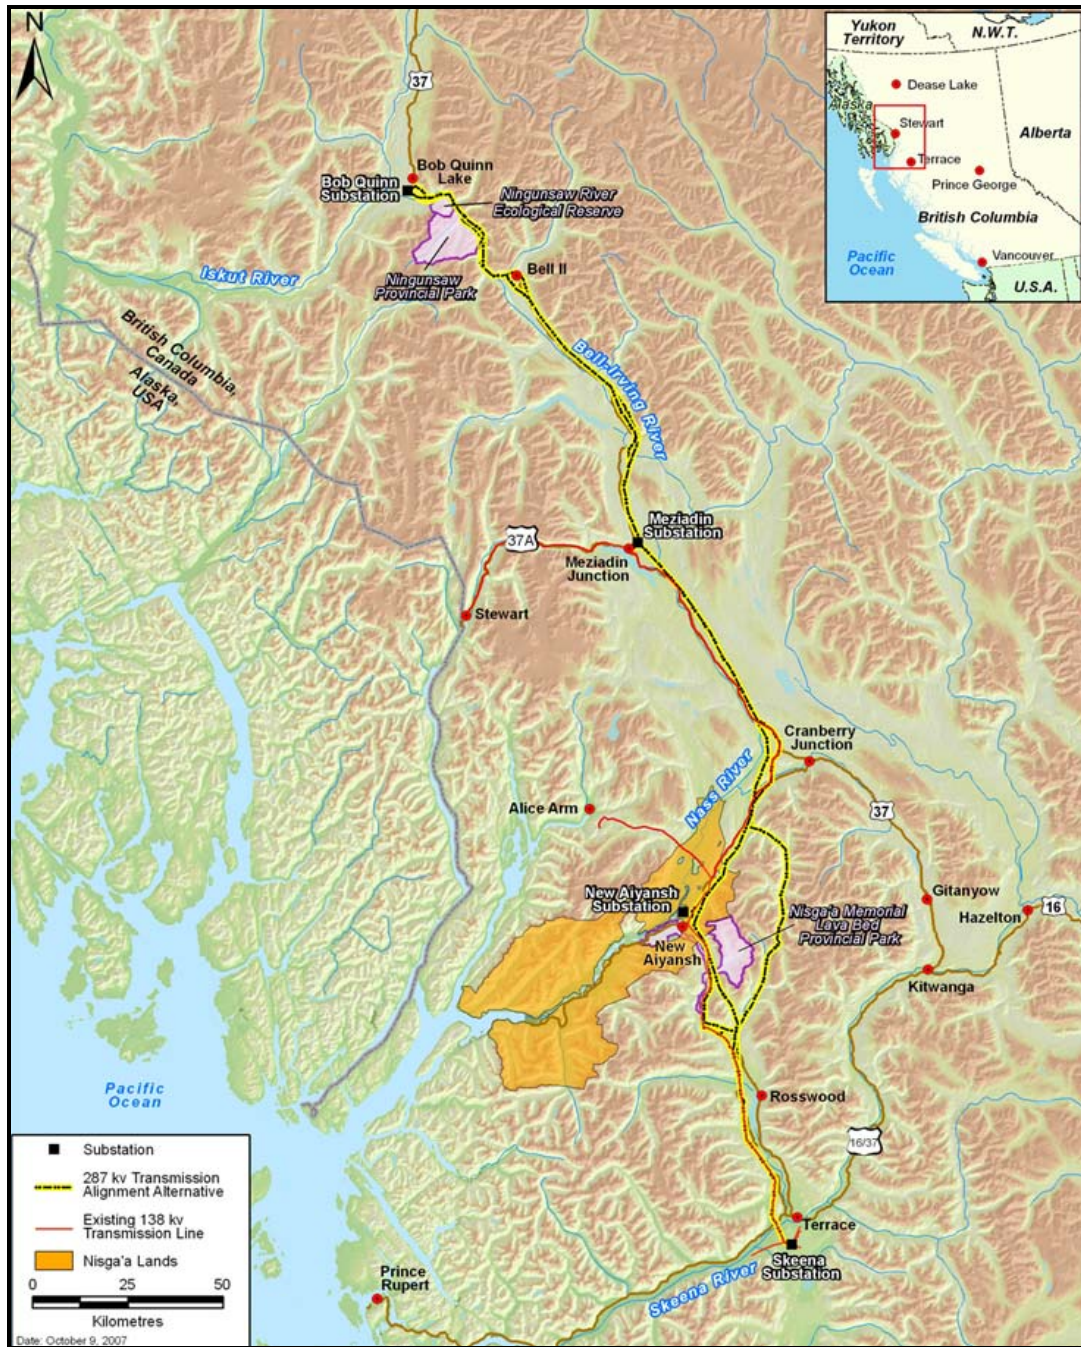 N
37
Bob Quinn
Lake
Bob Quinn
Substation
Ningunsaw River
Ecological Reserve
Ningunsaw
Provincial Park
Iskut River
Bell II
British Columbia,
Canada
Alaska,
USA
Bell-Irving River
Meziadin
Substation
37A
Meziadin
Junction
Stewart
Cranberry
Junction
Nass River
Alice Arm
37
New Aiyansh
Substation
Gitanyow
Hazelton
16
Nisga'a Memorial
Lava Bed
Provincial Park
New
Aiyansh
Kitwanga
Pacific
Ocean
Rosswood
16/37
Terrace
Skeena
Substation
Skeena River
Prince
Rupert
Yukon
Territory
N.W.T.
Dease Lake
Alaska
Stewart
Alberta
Terrace
Prince George
British Columbia
Pacific
Ocean
Vancouver
U.S.A.
Substation
287 kv Transmission
Alignment Alternative
Existing 138 kv
Transmission Line
Nisga'a Lands
0 25 50
Kilometres
Date: October 9, 2007